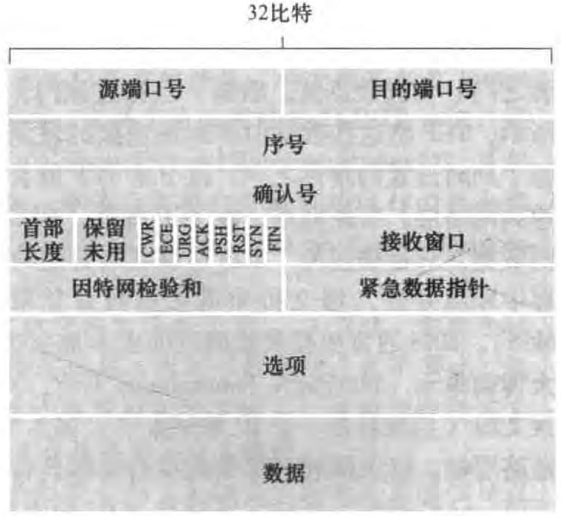 32比特
源端口号 目的端口号
序号
确认号
首部 保留 CWR ECE URG ACK PSH RST SYN FIN 接收窗口
长度 未用
因特网检验和 紧急数据指针
选项
数据